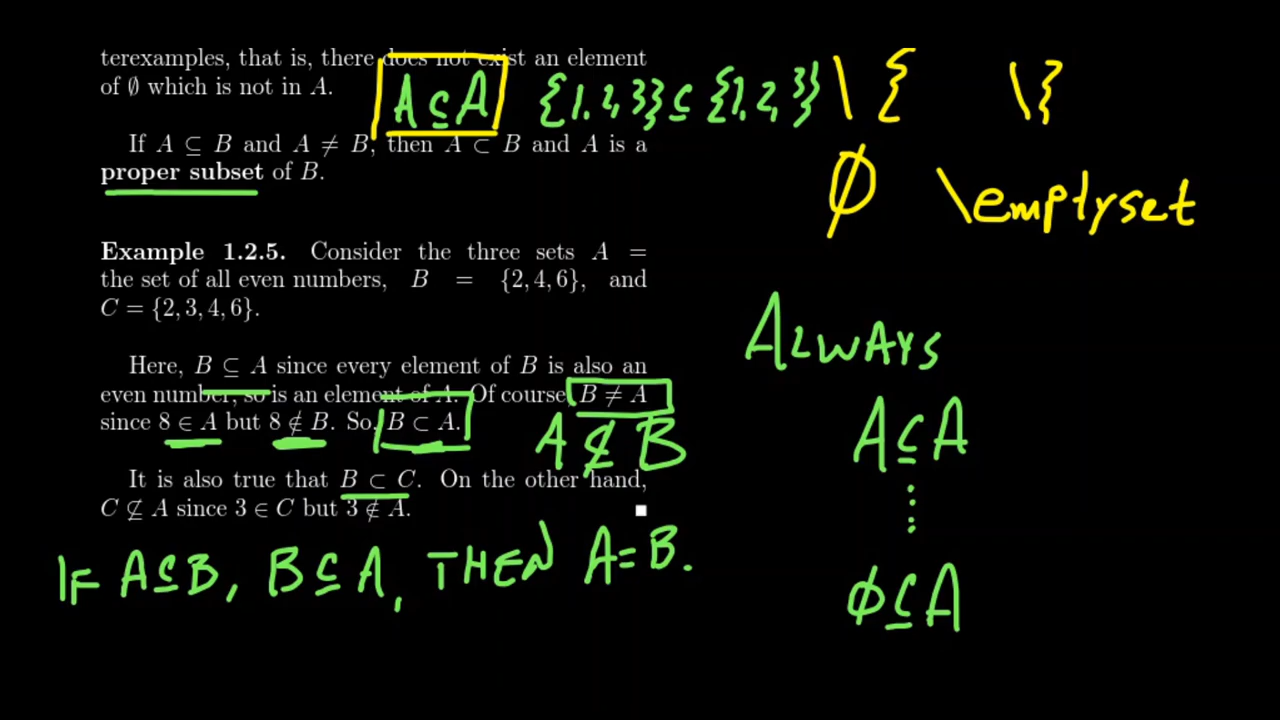 terexamples, that is, there does not exist an element
of ∅ which is not in A.
A ⊆ A {1,2,3} ⊆ {1,2,3} \{ \}
If A ⊆ B and A ≠ B, then A ⊂ B and A is a
proper subset of B.
∅ \emptyset
Example 1.2.5. Consider the three sets A =
the set of all even numbers, B = {2, 4, 6}, and
C = {2, 3, 4, 6}.
ALWAYS
Here, B ⊆ A since every element of B is also an
even number, so is an element of A. Of course B ≠ A
since 8 ∈ A but 8 ∉ B. So, B ⊂ A.
A ⊄ B
A ⊆ A
⋮
∅ ⊆ A
It is also true that B ⊂ C. On the other hand,
C ⊄ A since 3 ∈ C but 3 ∉ A.
IF A ⊆ B, B ⊆ A, THEN A = B.